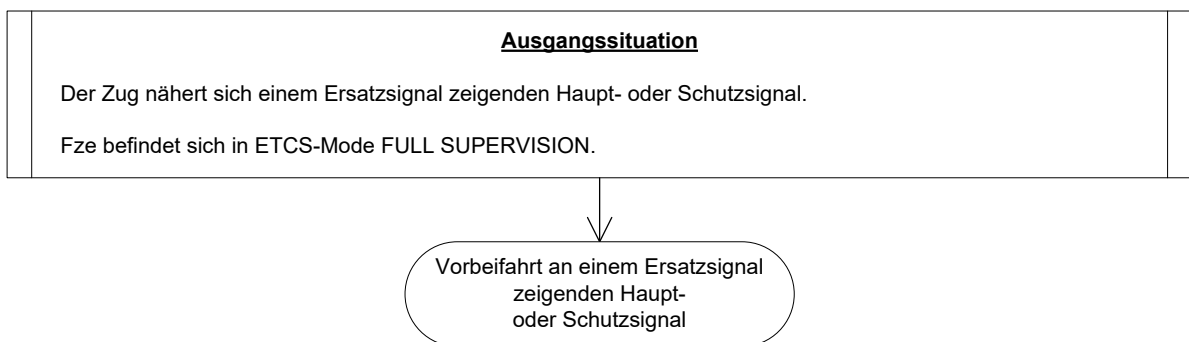 Ausgangssituation
Der Zug nähert sich einem Ersatzsignal zeigenden Haupt- oder Schutzsignal.
Fze befindet sich in ETCS-Mode FULL SUPERVISION.
Vorbeifahrt an einem Ersatzsignal
zeigenden Haupt-
oder Schutzsignal